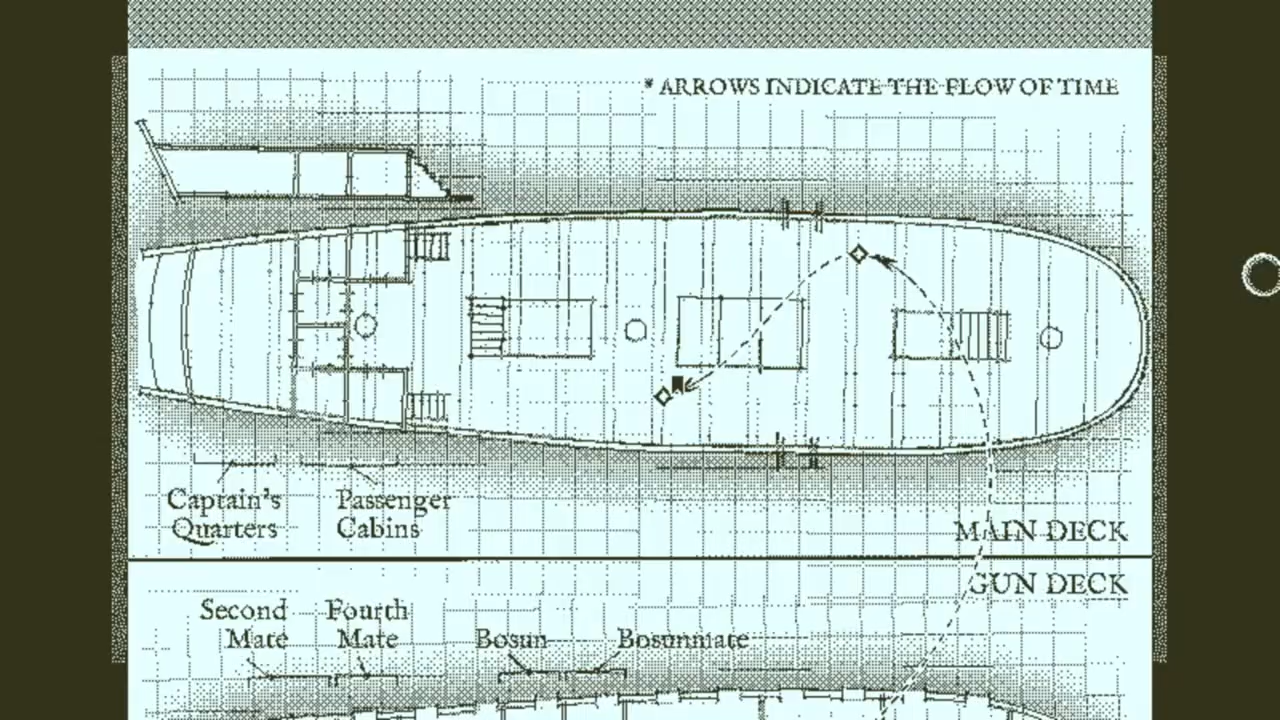 * ARROWS INDICATE THE FLOW OF TIME
Captain's
Quarters
Passenger
Cabins
MAIN DECK
GUN DECK
Second
Mate
Fourth
Mate
Bosun
Bosunmate